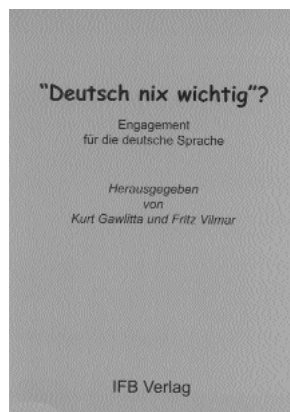 "Deutsch nix wichtig"?
Engagement
für die deutsche Sprache
Herausgegeben
von
Kurt Gawlitta und Fritz Vilmar
IFB Verlag